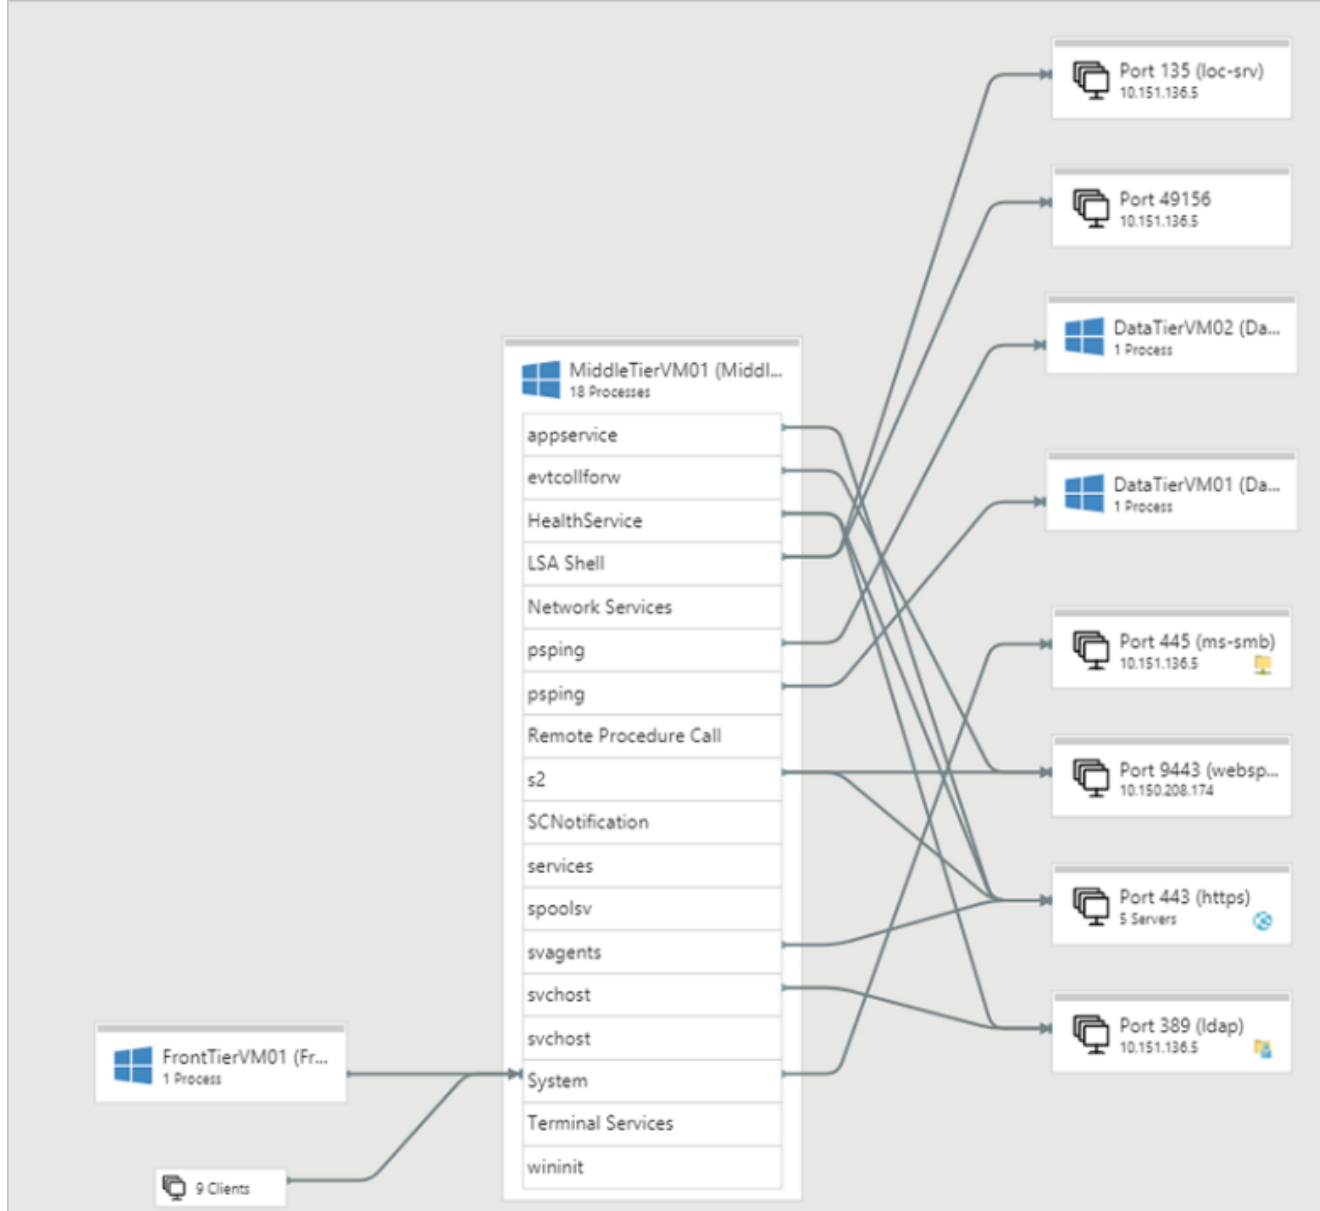 Port 135 (loc-srv)
10.151.136.5
Port 49156
10.151.136.5
DataTierVM02 (Da...
1 Process
MiddleTierVM01 (Middl...
18 Processes
appservice
evtcollforw
HealthService
LSA Shell
Network Services
psping
psping
Remote Procedure Call
s2
SCNotification
services
spoolsv
svagents
svchost
svchost
System
Terminal Services
wininit
DataTierVM01 (Da...
1 Process
Port 445 (ms-smb)
10.151.136.5
Port 9443 (websp...
10.150.208.174
Port 443 (https)
5 Servers
Port 389 (ldap)
10.151.136.5
FrontTierVM01 (Fr...
1 Process
9 Clients